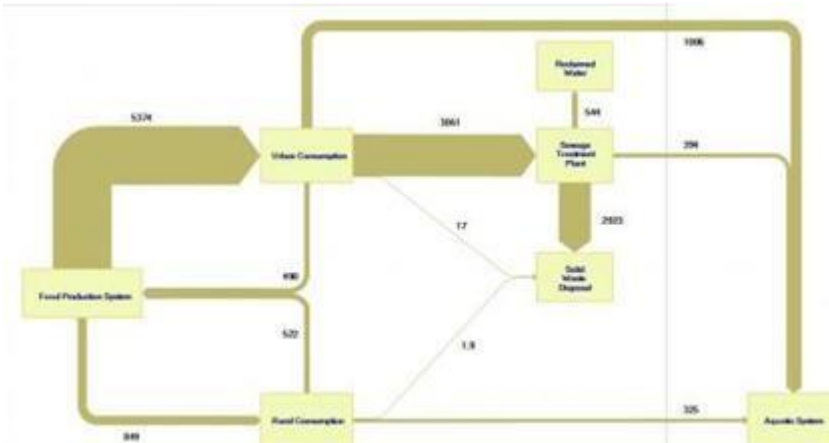 1006
Reclaimed
Water
5374
3861
544
Urban Consumption
Sewage
Treatment
Plant
394
17
2923
490
Solid
Waste
Disposal
Food Production System
522
1.9
325
Rural Consumption
Aquatic System
849